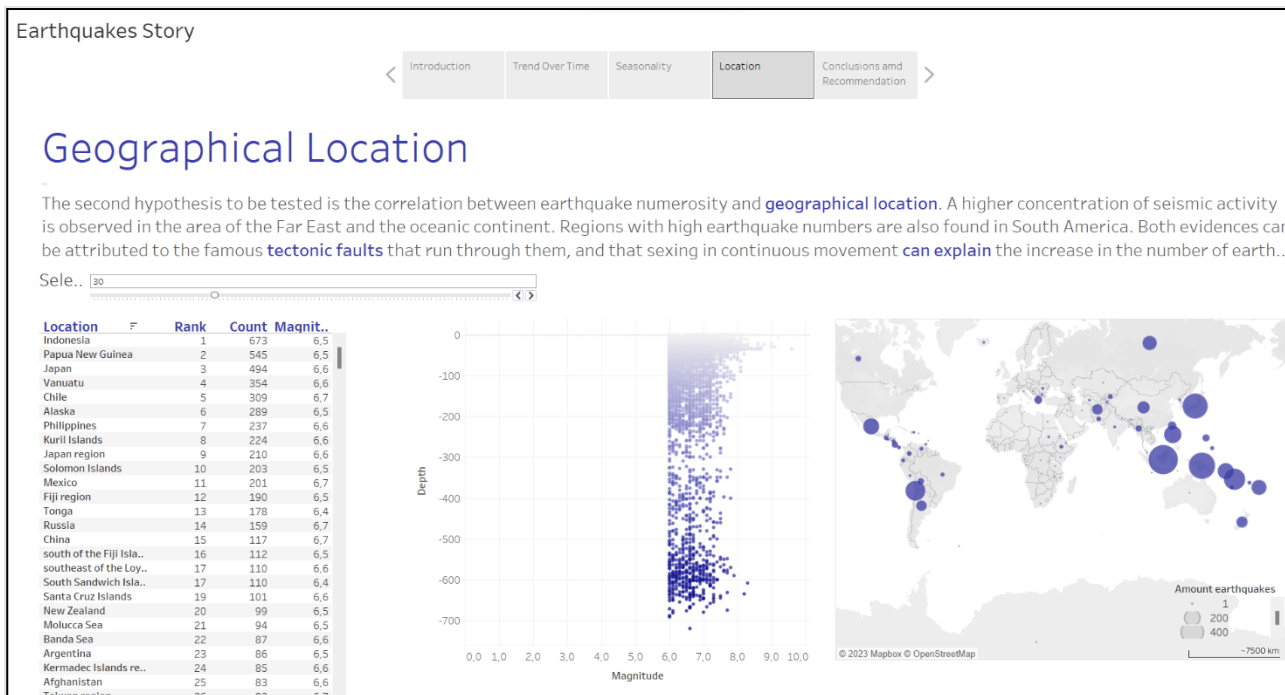 Earthquakes Story
Introduction
Trend Over Time
Seasonality
Location
Conclusions amd
Recommendation
Geographical Location
The second hypothesis to be tested is the correlation between earthquake numerosity and geographical location. A higher concentration of seismic activity
is observed in the area of the Far East and the oceanic continent. Regions with high earthquake numbers are also found in South America. Both evidences can
be attributed to the famous tectonic faults that run through them, and that sexing in continuous movement can explain the increase in the number of earth..
Sele.. 30
Location Rank Count Magnit..
Indonesia 1 673 6,5
Papua New Guinea 2 545 6,5
Japan 3 494 6,6
Vanuatu 4 354 6,6
Chile 5 309 6,7
Alaska 6 289 6,5
Philippines 7 237 6,6
Kuril Islands 8 224 6,6
Japan region 9 210 6,6
Solomon Islands 10 203 6,5
Mexico 11 201 6,7
Fiji region 12 190 6,5
Tonga 13 178 6,4
Russia 14 159 6,7
China 15 117 6,7
south of the Fiji Isla.. 16 112 6,5
southeast of the Loy.. 17 110 6,6
South Sandwich Isla.. 17 110 6,4
Santa Cruz Islands 19 101 6,6
New Zealand 20 99 6,5
Molucca Sea 21 94 6,5
Banda Sea 22 87 6,6
Argentina 23 86 6,5
Kermadec Islands re.. 24 85 6,6
Afghanistan 25 83 6,6
Depth
0
-100
-200
-300
-400
-500
-600
-700
0,0 1,0 2,0 3,0 4,0 5,0 6,0 7,0 8,0 9,0 10,0
Magnitude
Amount earthquakes
1
200
400
© 2023 Mapbox © OpenStreetMap
~7500 km